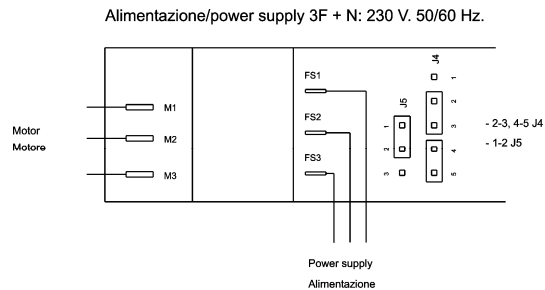 Alimentazione/power supply 3F + N: 230 V. 50/60 Hz.
J4
FS1
1
J5
2
M1
FS2
1
3
- 2-3, 4-5 J4
Motor
Motore
M2
2
4
- 1-2 J5
FS3
M3
3
5
Power supply
Alimentazione